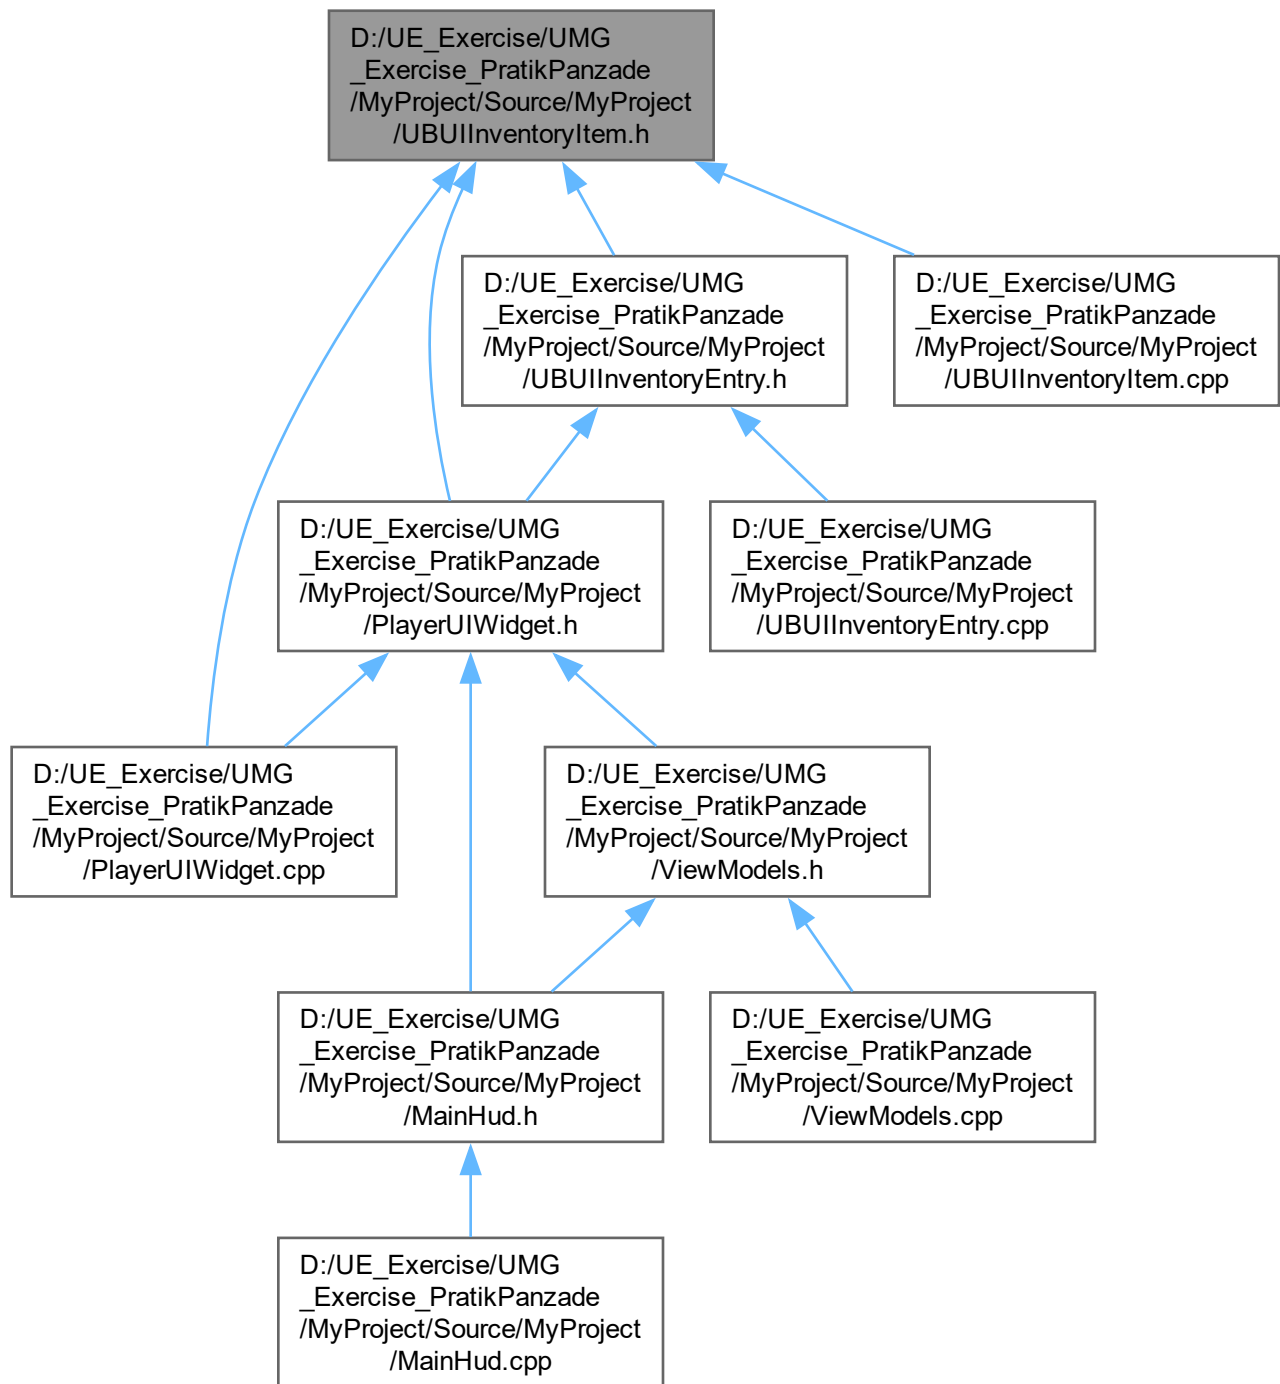 D:/UE_Exercise/UMG
_Exercise_PratikPanzade
/MyProject/Source/MyProject
/UBUIInventoryItem.h
D:/UE_Exercise/UMG
_Exercise_PratikPanzade
/MyProject/Source/MyProject
/UBUIInventoryEntry.h
D:/UE_Exercise/UMG
_Exercise_PratikPanzade
/MyProject/Source/MyProject
/UBUIInventoryItem.cpp
D:/UE_Exercise/UMG
_Exercise_PratikPanzade
/MyProject/Source/MyProject
/PlayerUIWidget.h
D:/UE_Exercise/UMG
_Exercise_PratikPanzade
/MyProject/Source/MyProject
/UBUIInventoryEntry.cpp
D:/UE_Exercise/UMG
_Exercise_PratikPanzade
/MyProject/Source/MyProject
/PlayerUIWidget.cpp
D:/UE_Exercise/UMG
_Exercise_PratikPanzade
/MyProject/Source/MyProject
/ViewModels.h
D:/UE_Exercise/UMG
_Exercise_PratikPanzade
/MyProject/Source/MyProject
/MainHud.h
D:/UE_Exercise/UMG
_Exercise_PratikPanzade
/MyProject/Source/MyProject
/ViewModels.cpp
D:/UE_Exercise/UMG
_Exercise_PratikPanzade
/MyProject/Source/MyProject
/MainHud.cpp